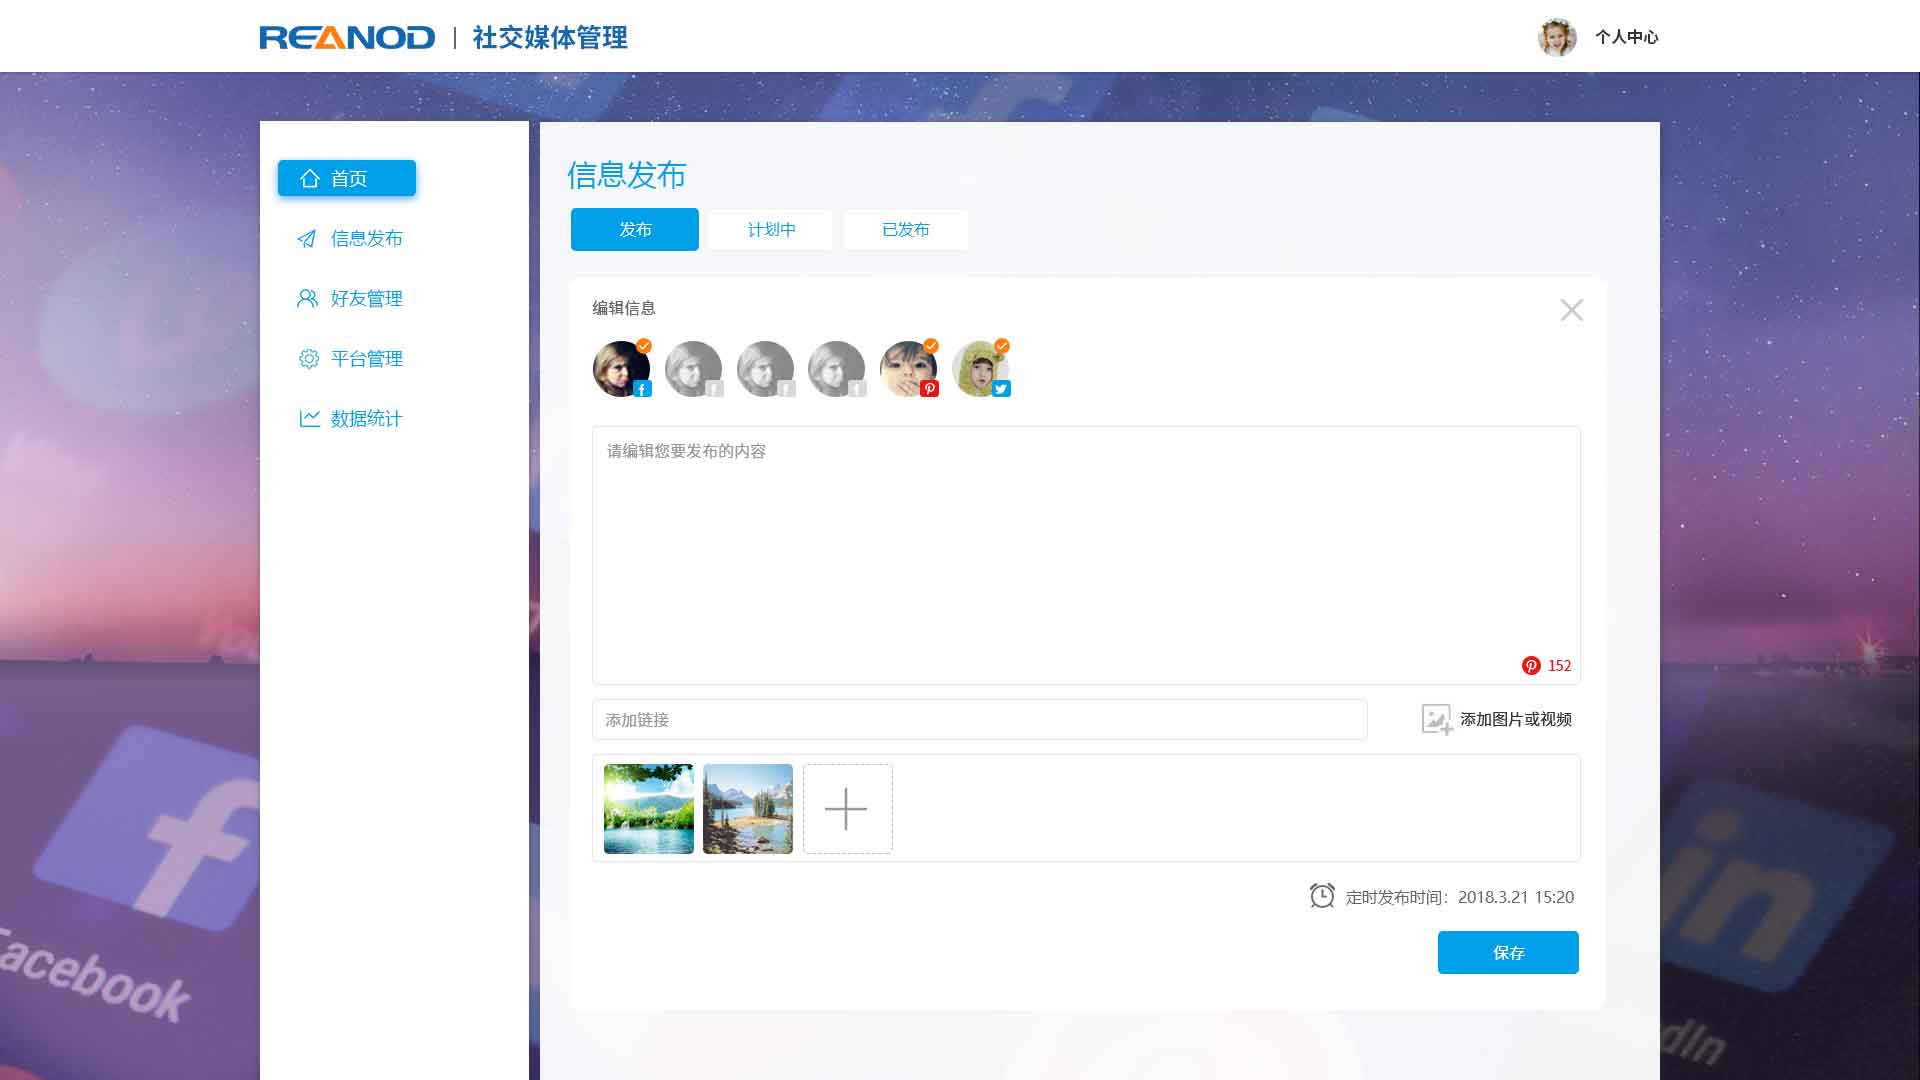 REANOD | 社交媒体管理
个人中心
首页
信息发布
好友管理
平台管理
数据统计
信息发布
发布
计划中
已发布
编辑信息
请编辑您要发布的内容
152
添加链接
添加图片或视频
定时发布时间：2018.3.21 15:20
保存
Facebook
in
dIn